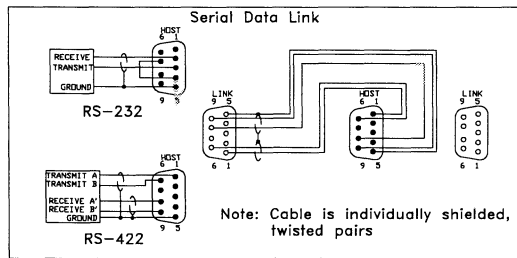 Serial Data Link
HOST
6 1
RECEIVE
TRANSMIT
GROUND
9 5
RS-232
LINK
9 5
6 1
HOST
6 1
9 5
LINK
9 5
6 1
HOST
6 1
TRANSMIT A
TRANSMIT B
RECEIVE A'
RECEIVE B'
GROUND
9 5
RS-422
Note: Cable is individually shielded,
twisted pairs